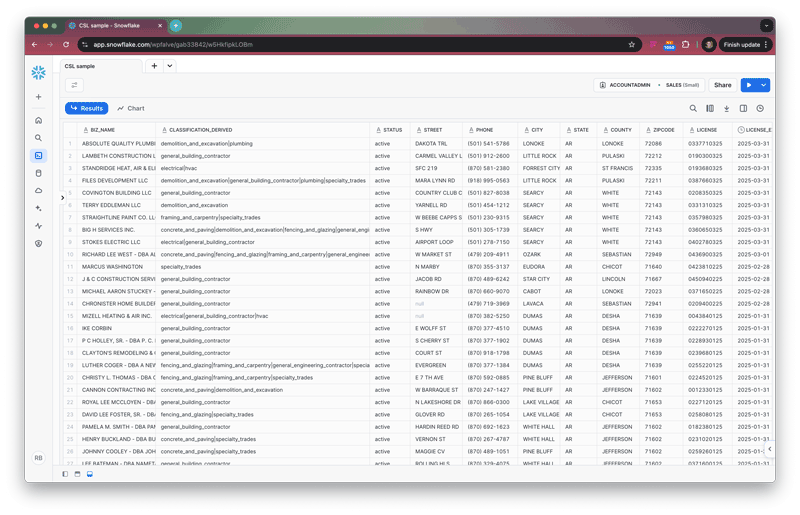 CSL sample - Snowflake
app.snowflake.com/wpfalve/gab33842/w5HkfipkLOBm
Finish update
CSL sample
ACCOUNTADMIN · SALES (Small) Share
Results Chart
BIZ_NAME CLASSIFICATION_DERIVED STATUS STREET PHONE CITY STATE COUNTY ZIPCODE LICENSE LICENSE_E
1 ABSOLUTE QUALITY PLUMBI demolition_and_excavation|plumbing active DAKOTA TRL (501) 541-5786 LONOKE AR LONOKE 72086 0337710325 2025-03-31
2 LAMBETH CONSTRUCTION L general_building_contractor active CARMEL VALLEY L (501) 912-2600 LITTLE ROCK AR PULASKI 72212 0190300325 2025-03-31
3 STANDRIDGE HEAT, AIR & EL electrical|hvac active SFC 219 (870) 581-2380 FORREST CITY AR ST FRANCIS 72335 0193680325 2025-03-31
4 FILES DEVELOPMENT LLC demolition_and_excavation|general_building_contractor|plumbing|specialty_trades active MARA LYNN RD (918) 995-0563 LITTLE ROCK AR PULASKI 72211 0387660325 2025-03-31
5 COVINGTON BUILDING LLC general_building_contractor active COUNTRY CLUB C (501) 827-8038 SEARCY AR WHITE 72143 0208350325 2025-03-31
6 TERRY EDDLEMAN LLC demolition_and_excavation active YARNELL RD (501) 454-1212 SEARCY AR WHITE 72143 0331310325 2025-03-31
7 STRAIGHTLINE PAINT CO. LL framing_and_carpentry|specialty_trades active W BEEBE CAPPS S (501) 230-9315 SEARCY AR WHITE 72143 0357980325 2025-03-31
8 BIG H SERVICES INC. concrete_and_paving|demolition_and_excavation|fencing_and_glazing|general_engi active S HWY (501) 305-1739 SEARCY AR WHITE 72143 0360650325 2025-03-31
9 STOKES ELECTRIC LLC electrical|general_building_contractor active AIRPORT LOOP (501) 278-7150 SEARCY AR WHITE 72143 0402780325 2025-03-31
10 RICHARD LEE WEST - DBA AL concrete_and_paving|fencing_and_glazing|framing_and_carpentry|general_engineer active W MARKET ST (479) 209-4911 OZARK AR SEBASTIAN 72949 0436900325 2025-03-31
11 MARCUS WASHINGTON specialty_trades active N MARBY (870) 355-3137 EUDORA AR CHICOT 71640 0423810225 2025-02-28
12 J & C CONSTRUCTION SERVI general_building_contractor active JACOB RD (870) 489-6242 STAR CITY AR LINCOLN 71667 0450940225 2025-02-28
13 MICHAEL AARON STUCKEY - general_building_contractor active RAINBOW DR (870) 660-9070 CABOT AR LONOKE 72023 0371650225 2025-02-28
14 CHRONISTER HOME BUILDER general_building_contractor active null (479) 719-3969 LAVACA AR SEBASTIAN 72941 0209400225 2025-02-28
15 MIZELL HEATING & AIR INC. electrical|general_building_contractor|hvac active null (870) 382-5250 DUMAS AR DESHA 71639 0043840125 2025-01-31
16 IKE CORBIN general_building_contractor active E WOLFF ST (870) 377-4510 DUMAS AR DESHA 71639 0222270125 2025-01-31
17 P C HOLLEY, SR. - DBA P. C. general_building_contractor active S CHERRY ST (870) 377-1902 DUMAS AR DESHA 71639 0228930125 2025-01-31
18 CLAYTON'S REMODELING & general_building_contractor active COURT ST (870) 918-1798 DUMAS AR DESHA 71639 0239680125 2025-01-31
19 LUTHER COGER - DBA A NEV fencing_and_glazing|framing_and_carpentry|general_engineering_contractor|specia active EVERGREEN (870) 377-1384 DUMAS AR DESHA 71639 0255220125 2025-01-31
20 CHRISTY L. THOMAS - DBA C fencing_and_glazing|framing_and_carpentry|specialty_trades active E 7 TH AVE (870) 592-0885 PINE BLUFF AR JEFFERSON 71601 0224520125 2025-01-31
21 CANNON CONTRACTING INC concrete_and_paving|demolition_and_excavation active W BARRAQUE ST (870) 247-1427 PINE BLUFF AR JEFFERSON 71602 0012330125 2025-01-31
22 ROYAL LEE MCCLOYEN - DBA general_building_contractor active N LAKESHORE DR (870) 866-0300 LAKE VILLAGE AR CHICOT 71653 0227120125 2025-01-31
23 DAVID LEE FOSTER, SR. - DB fencing_and_glazing|specialty_trades active GLOVER RD (870) 265-1054 LAKE VILLAGE AR CHICOT 71653 0258080125 2025-01-31
24 PAMELA M. SMITH - DBA PAM general_building_contractor active HARDIN REED RD (870) 692-1623 WHITE HALL AR JEFFERSON 71602 0182380125 2025-01-31
25 HENRY BUCKLAND - DBA BU concrete_and_paving|specialty_trades active VERNON ST (870) 267-4787 WHITE HALL AR JEFFERSON 71602 0231020125 2025-01-31
26 JOHNNY COOLEY - DBA JOH concrete_and_paving|specialty_trades active MAGGIE CV (870) 489-1051 PINE BLUFF AR JEFFERSON 71602 0259260125 2025-01-31
27 LEE BATEMAN - DBA NAMETA general_building_contractor active ROLLING HLS (870) 329-4075 WHITE HALL AR JEFFERSON 71602 0321600125 2025-01-31
RB